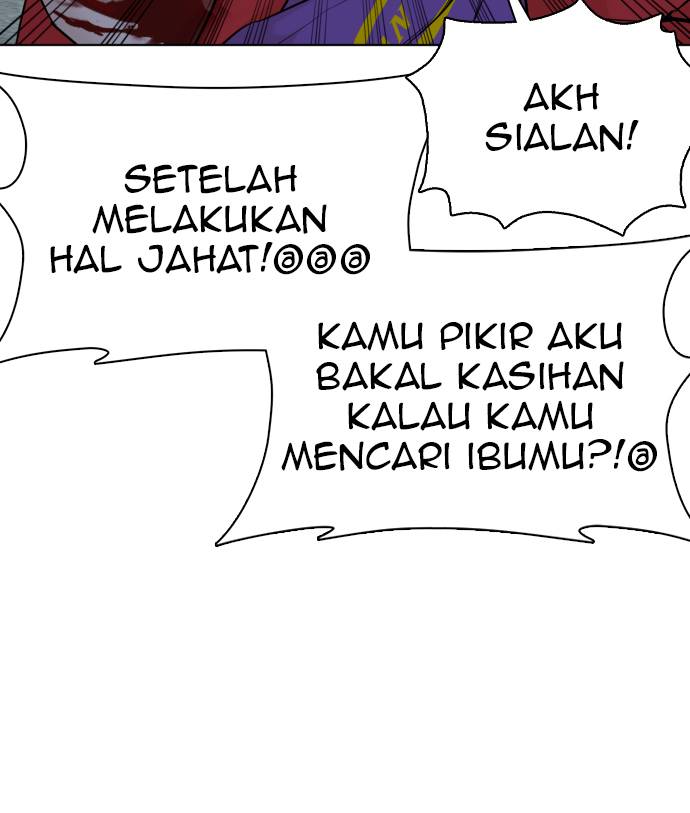 AKH
SIALAN!
SETELAH
MELAKUKAN
HAL JAHAT!@@@
KAMU PIKIR AKU
BAKAL KASIHAN
KALAU KAMU
MENCARI IBUMU?!@